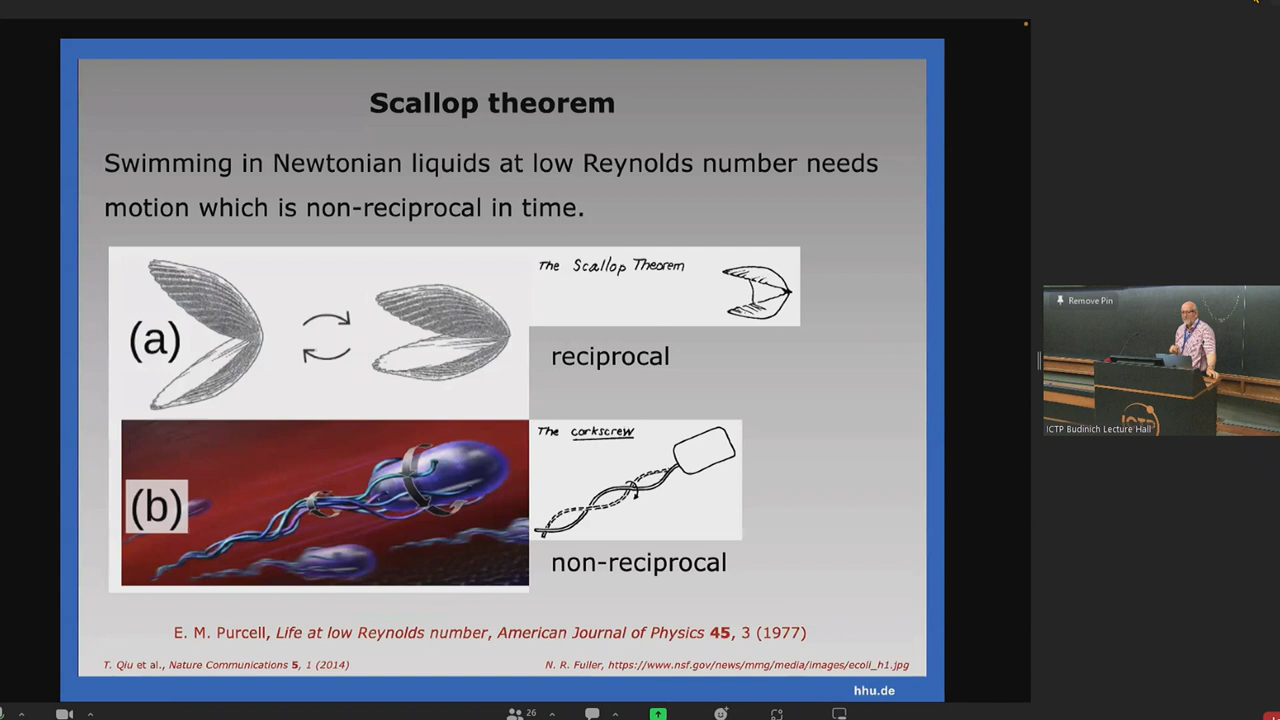 Scallop theorem
Swimming in Newtonian liquids at low Reynolds number needs
motion which is non-reciprocal in time.
(a)
The Scallop Theorem
reciprocal
(b)
The corkscrew
non-reciprocal
E. M. Purcell, Life at low Reynolds number, American Journal of Physics 45, 3 (1977)
T. Qiu et al., Nature Communications 5, 1 (2014)
N. R. Fuller, https://www.nsf.gov/news/mmg/media/images/ecoli_h1.jpg
hhu.de
Remove Pin
ICTP
ICTP Budinich Lecture Hall
26